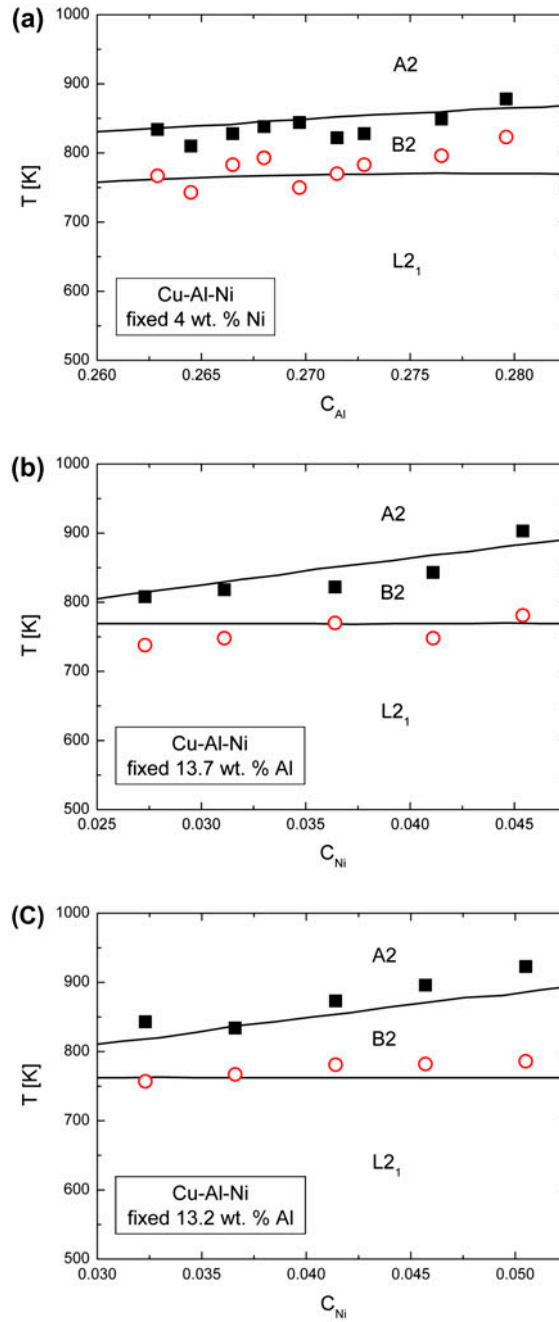 (a)
1000
900
800
700
600
500
T [K]
A2
B2
L2₁
Cu-Al-Ni
fixed 4 wt. % Ni
0.260
0.265
0.270
0.275
0.280
C_Al
(b)
1000
900
800
700
600
500
T [K]
A2
B2
L2₁
Cu-Al-Ni
fixed 13.7 wt. % Al
0.025
0.030
0.035
0.040
0.045
C_Ni
(C)
1000
900
800
700
600
500
T [K]
A2
B2
L2₁
Cu-Al-Ni
fixed 13.2 wt. % Al
0.030
0.035
0.040
0.045
0.050
C_Ni